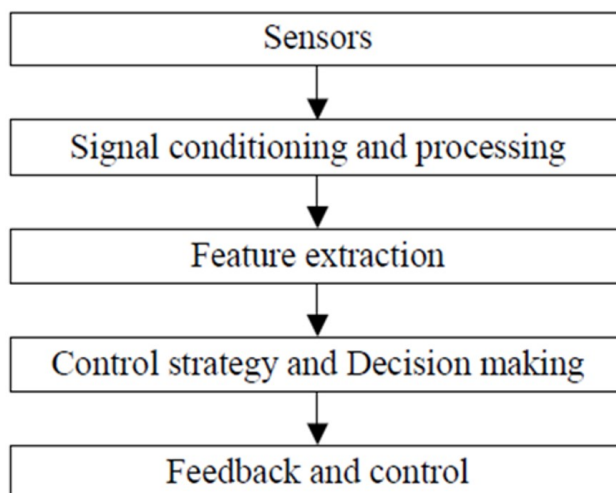 Sensors
Signal conditioning and processing
Feature extraction
Control strategy and Decision making
Feedback and control